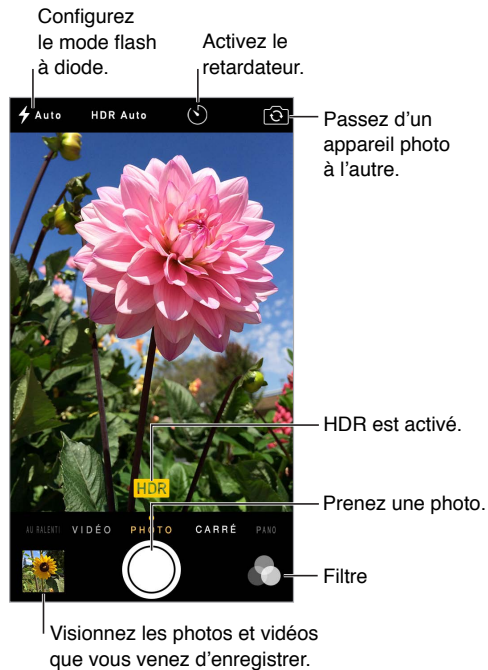 Configurez
le mode flash
à diode.
Activez le
retardateur.
Auto
HDR Auto
Passez d'un
appareil photo
à l'autre.
HDR est activé.
HDR
Prenez une photo.
AU RALENTI VIDÉO PHOTO CARRÉ PANO
Filtre
Visionnez les photos et vidéos
que vous venez d'enregistrer.